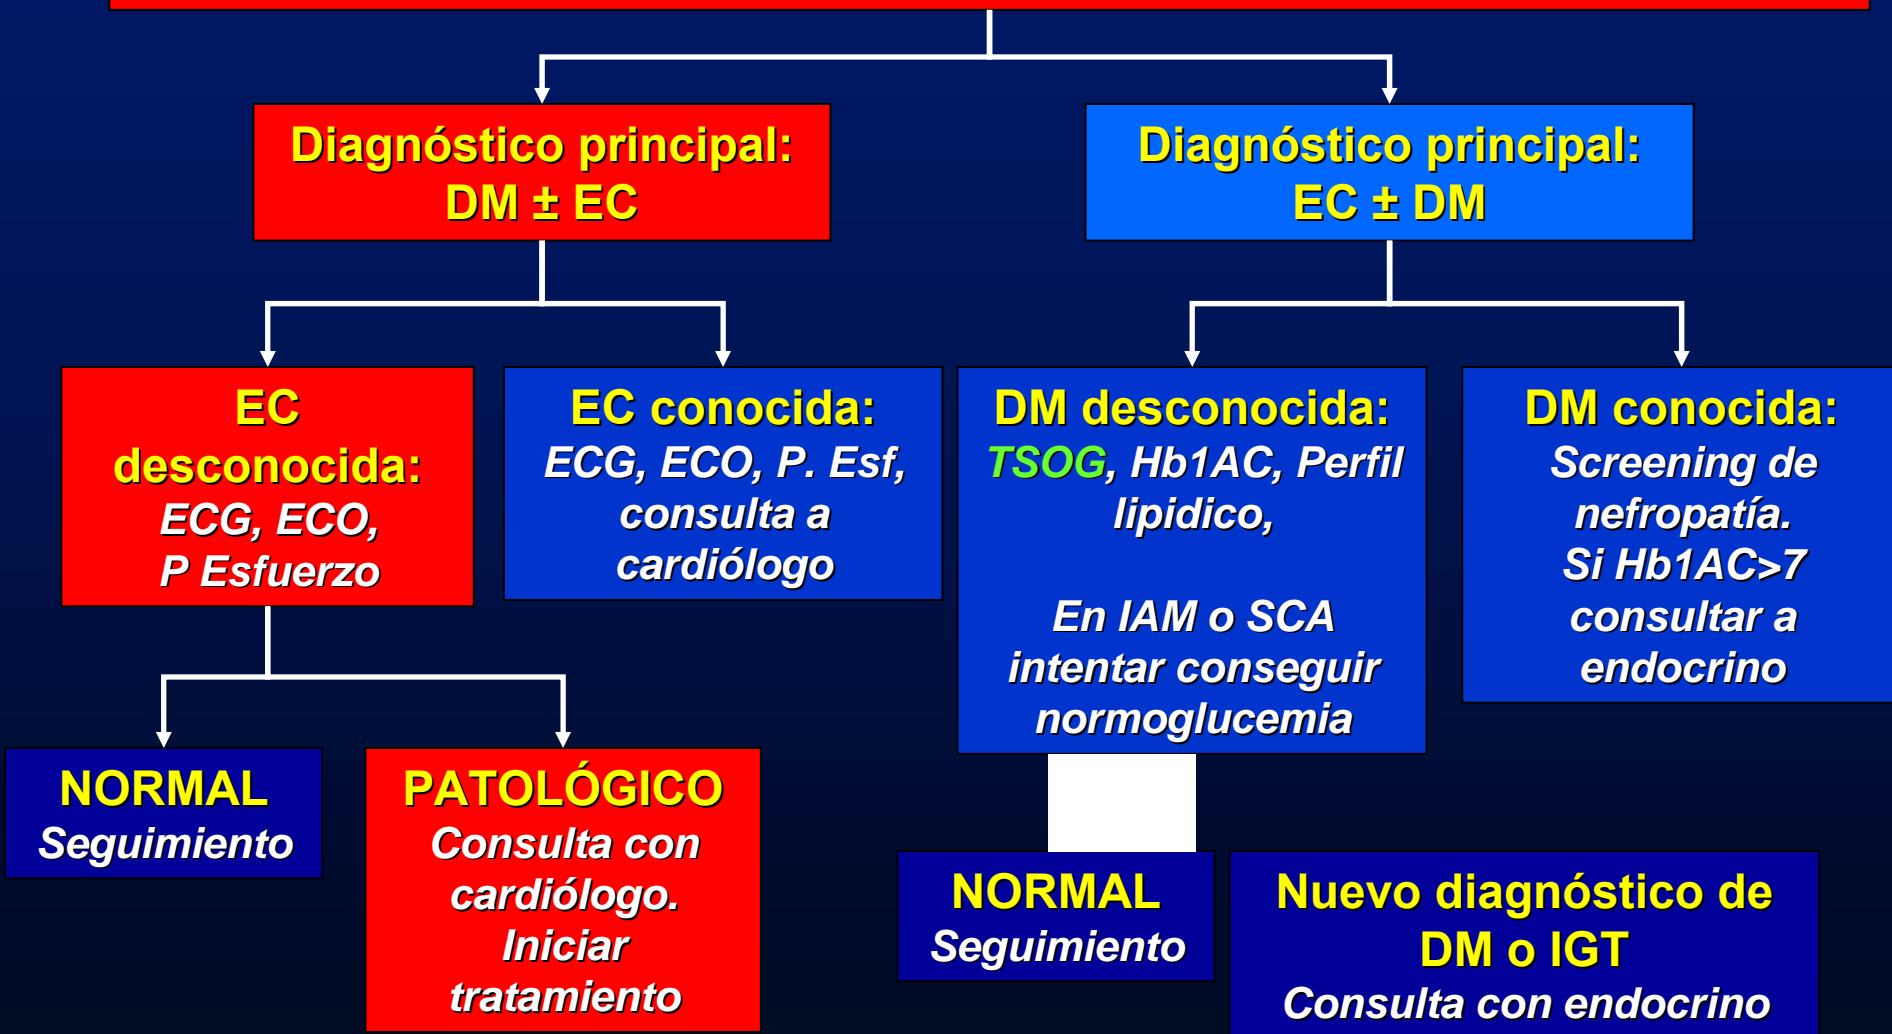 Diagnóstico principal:
DM ± EC
Diagnóstico principal:
EC ± DM
EC
desconocida:
ECG, ECO,
P Esfuerzo
EC conocida:
ECG, ECO, P. Esf,
consulta a
cardiólogo
DM desconocida:
TSOG, Hb1AC, Perfil
lipidico,
En IAM o SCA
intentar conseguir
normoglucemia
DM conocida:
Screening de
nefropatía.
Si Hb1AC>7
consultar a
endocrino
NORMAL
Seguimiento
PATOLÓGICO
Consulta con
cardiólogo.
Iniciar
tratamiento
NORMAL
Seguimiento
Nuevo diagnóstico de
DM o IGT
Consulta con endocrino